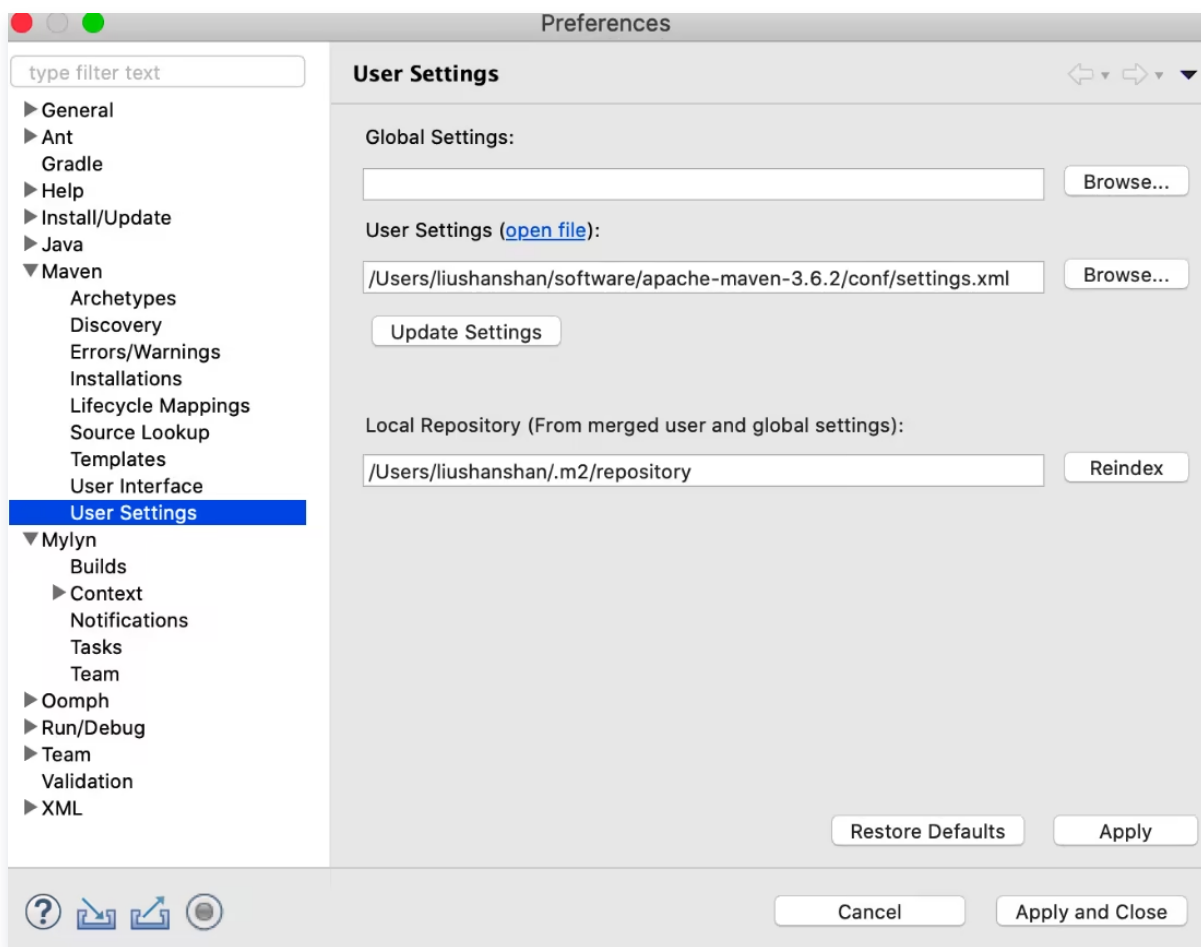 Preferences
type filter text
General
Ant
Gradle
Help
Install/Update
Java
Maven
Archetypes
Discovery
Errors/Warnings
Installations
Lifecycle Mappings
Source Lookup
Templates
User Interface
User Settings
Mylyn
Builds
Context
Notifications
Tasks
Team
Oomph
Run/Debug
Team
Validation
XML
User Settings
Global Settings:
Browse...
User Settings (open file):
/Users/liushanshan/software/apache-maven-3.6.2/conf/settings.xml
Browse...
Update Settings
Local Repository (From merged user and global settings):
/Users/liushanshan/.m2/repository
Reindex
Restore Defaults
Apply
?
Cancel
Apply and Close